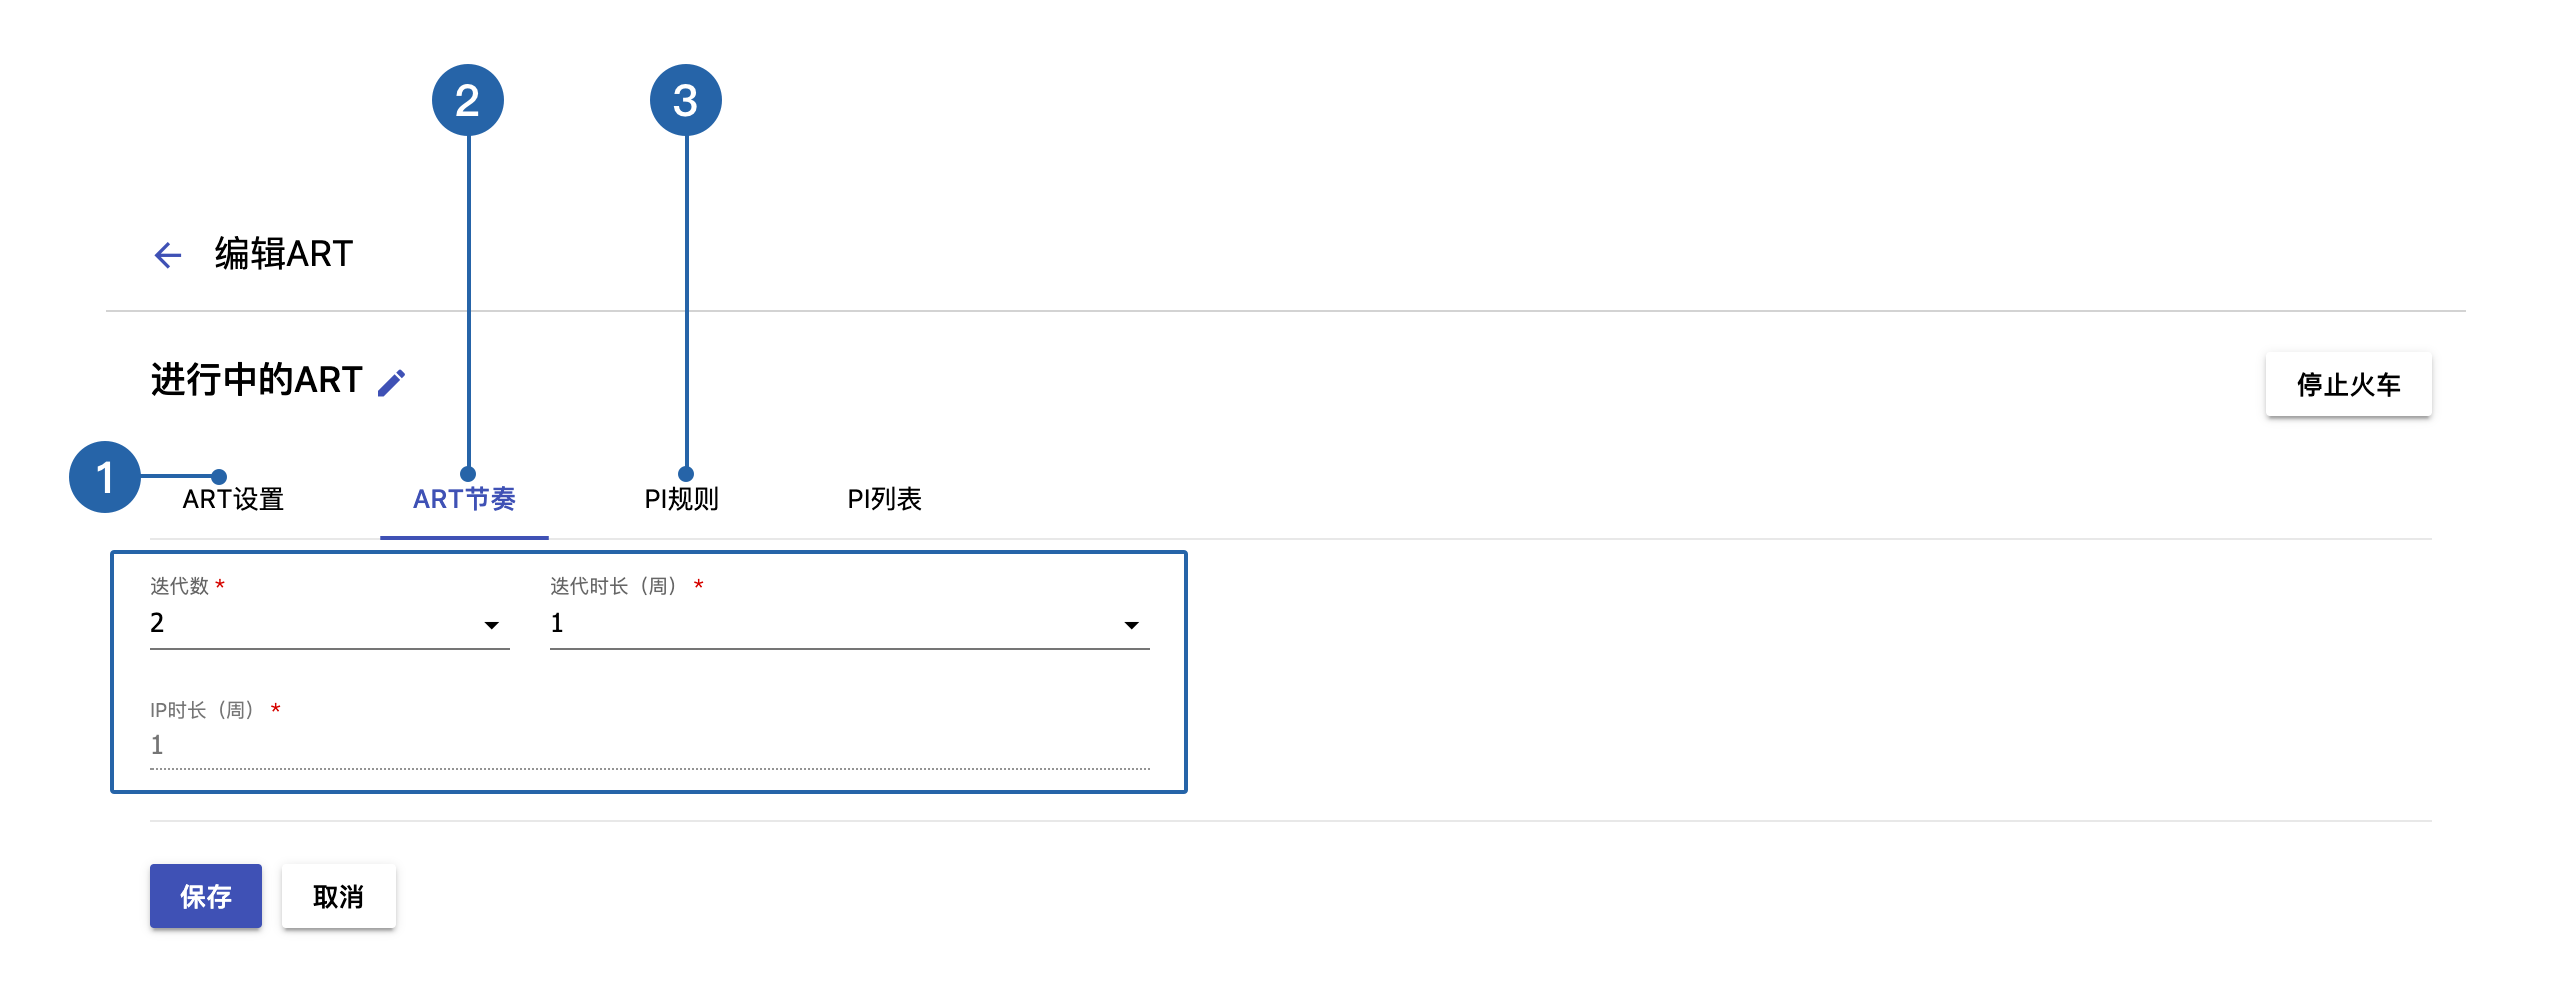 2
3
编辑ART
进行中的ART
停止火车
1
ART设置
ART节奏
PI规则
PI列表
迭代数 *
迭代时长（周） *
2
1
IP时长（周） *
1
保存
取消